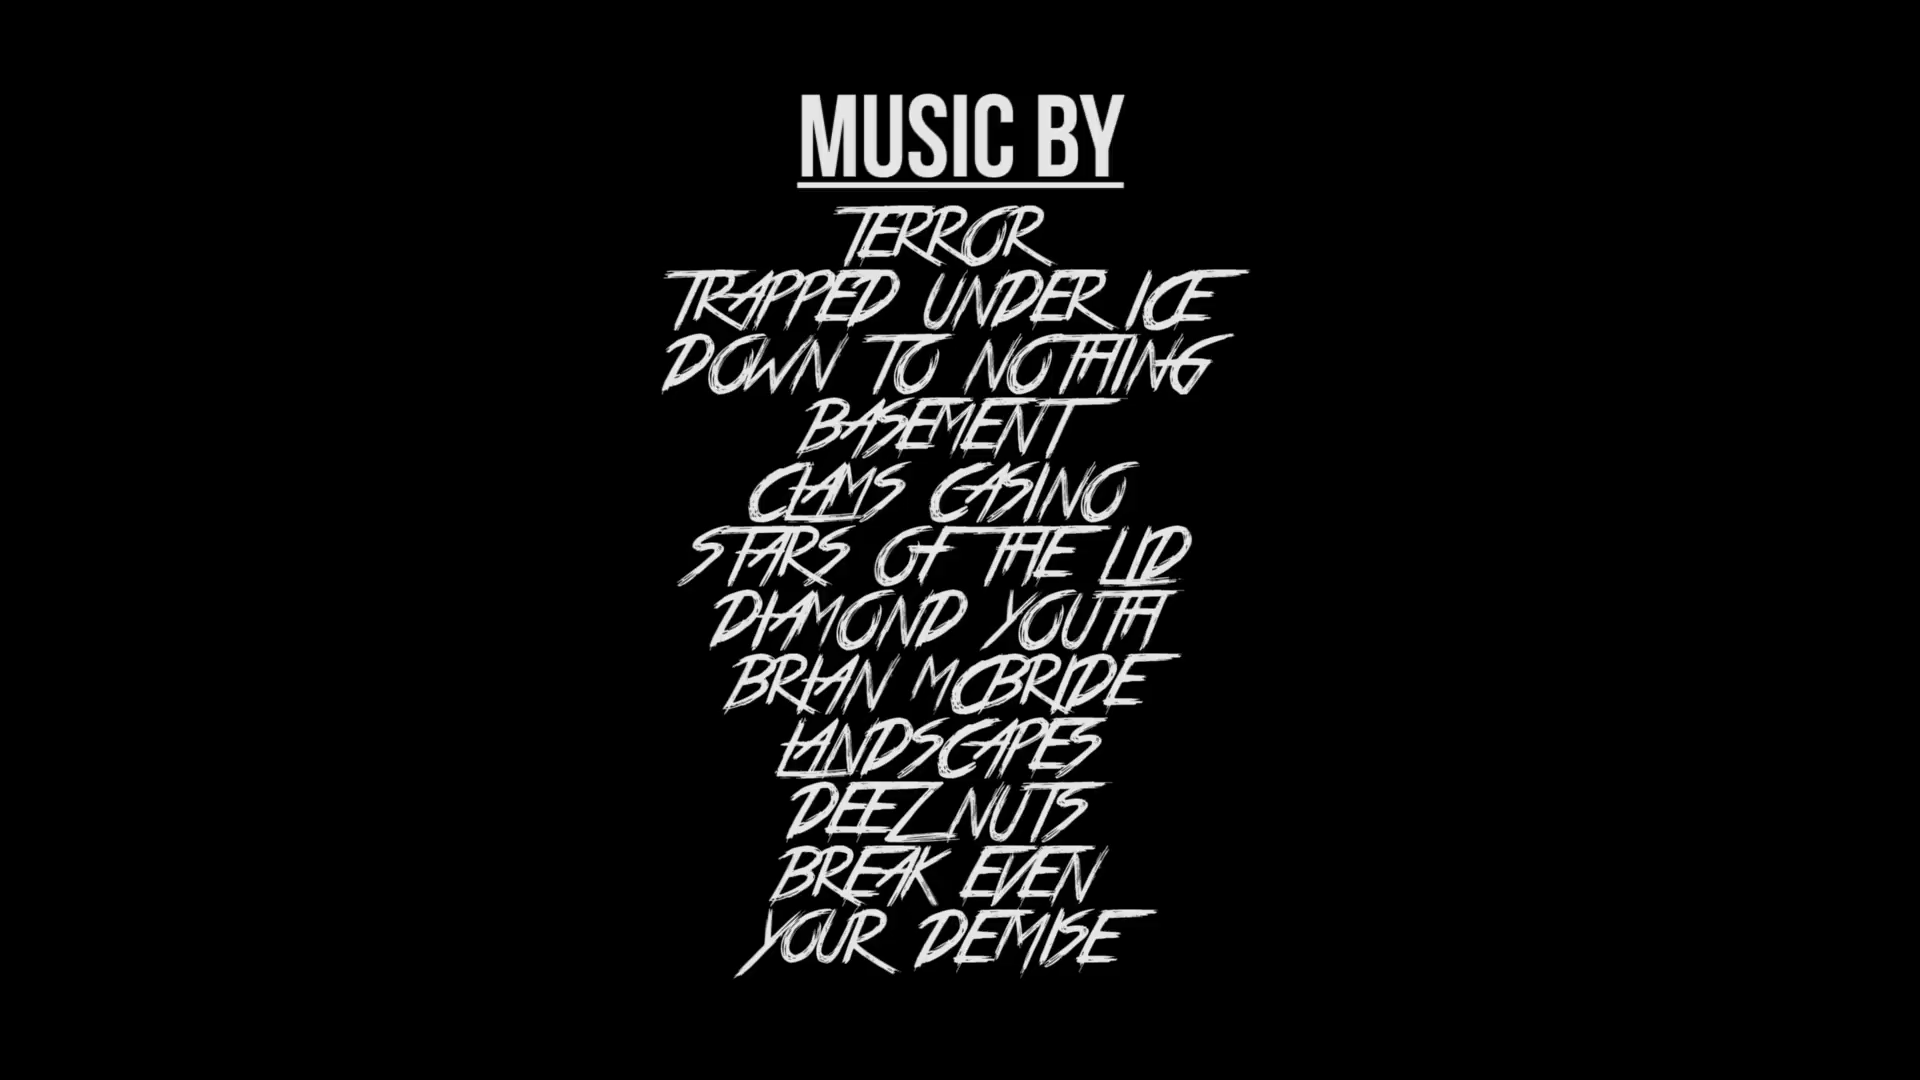 MUSIC BY
TERROR
TRAPPED UNDER ICE
DOWN TO NOTHING
BASEMENT
CLAMS CASINO
STARS OF THE LID
DIAMOND YOUTH
BRIAN MCBRIDE
LANDSCAPES
DEEZ NUTS
BREAK EVEN
YOUR DEMISE